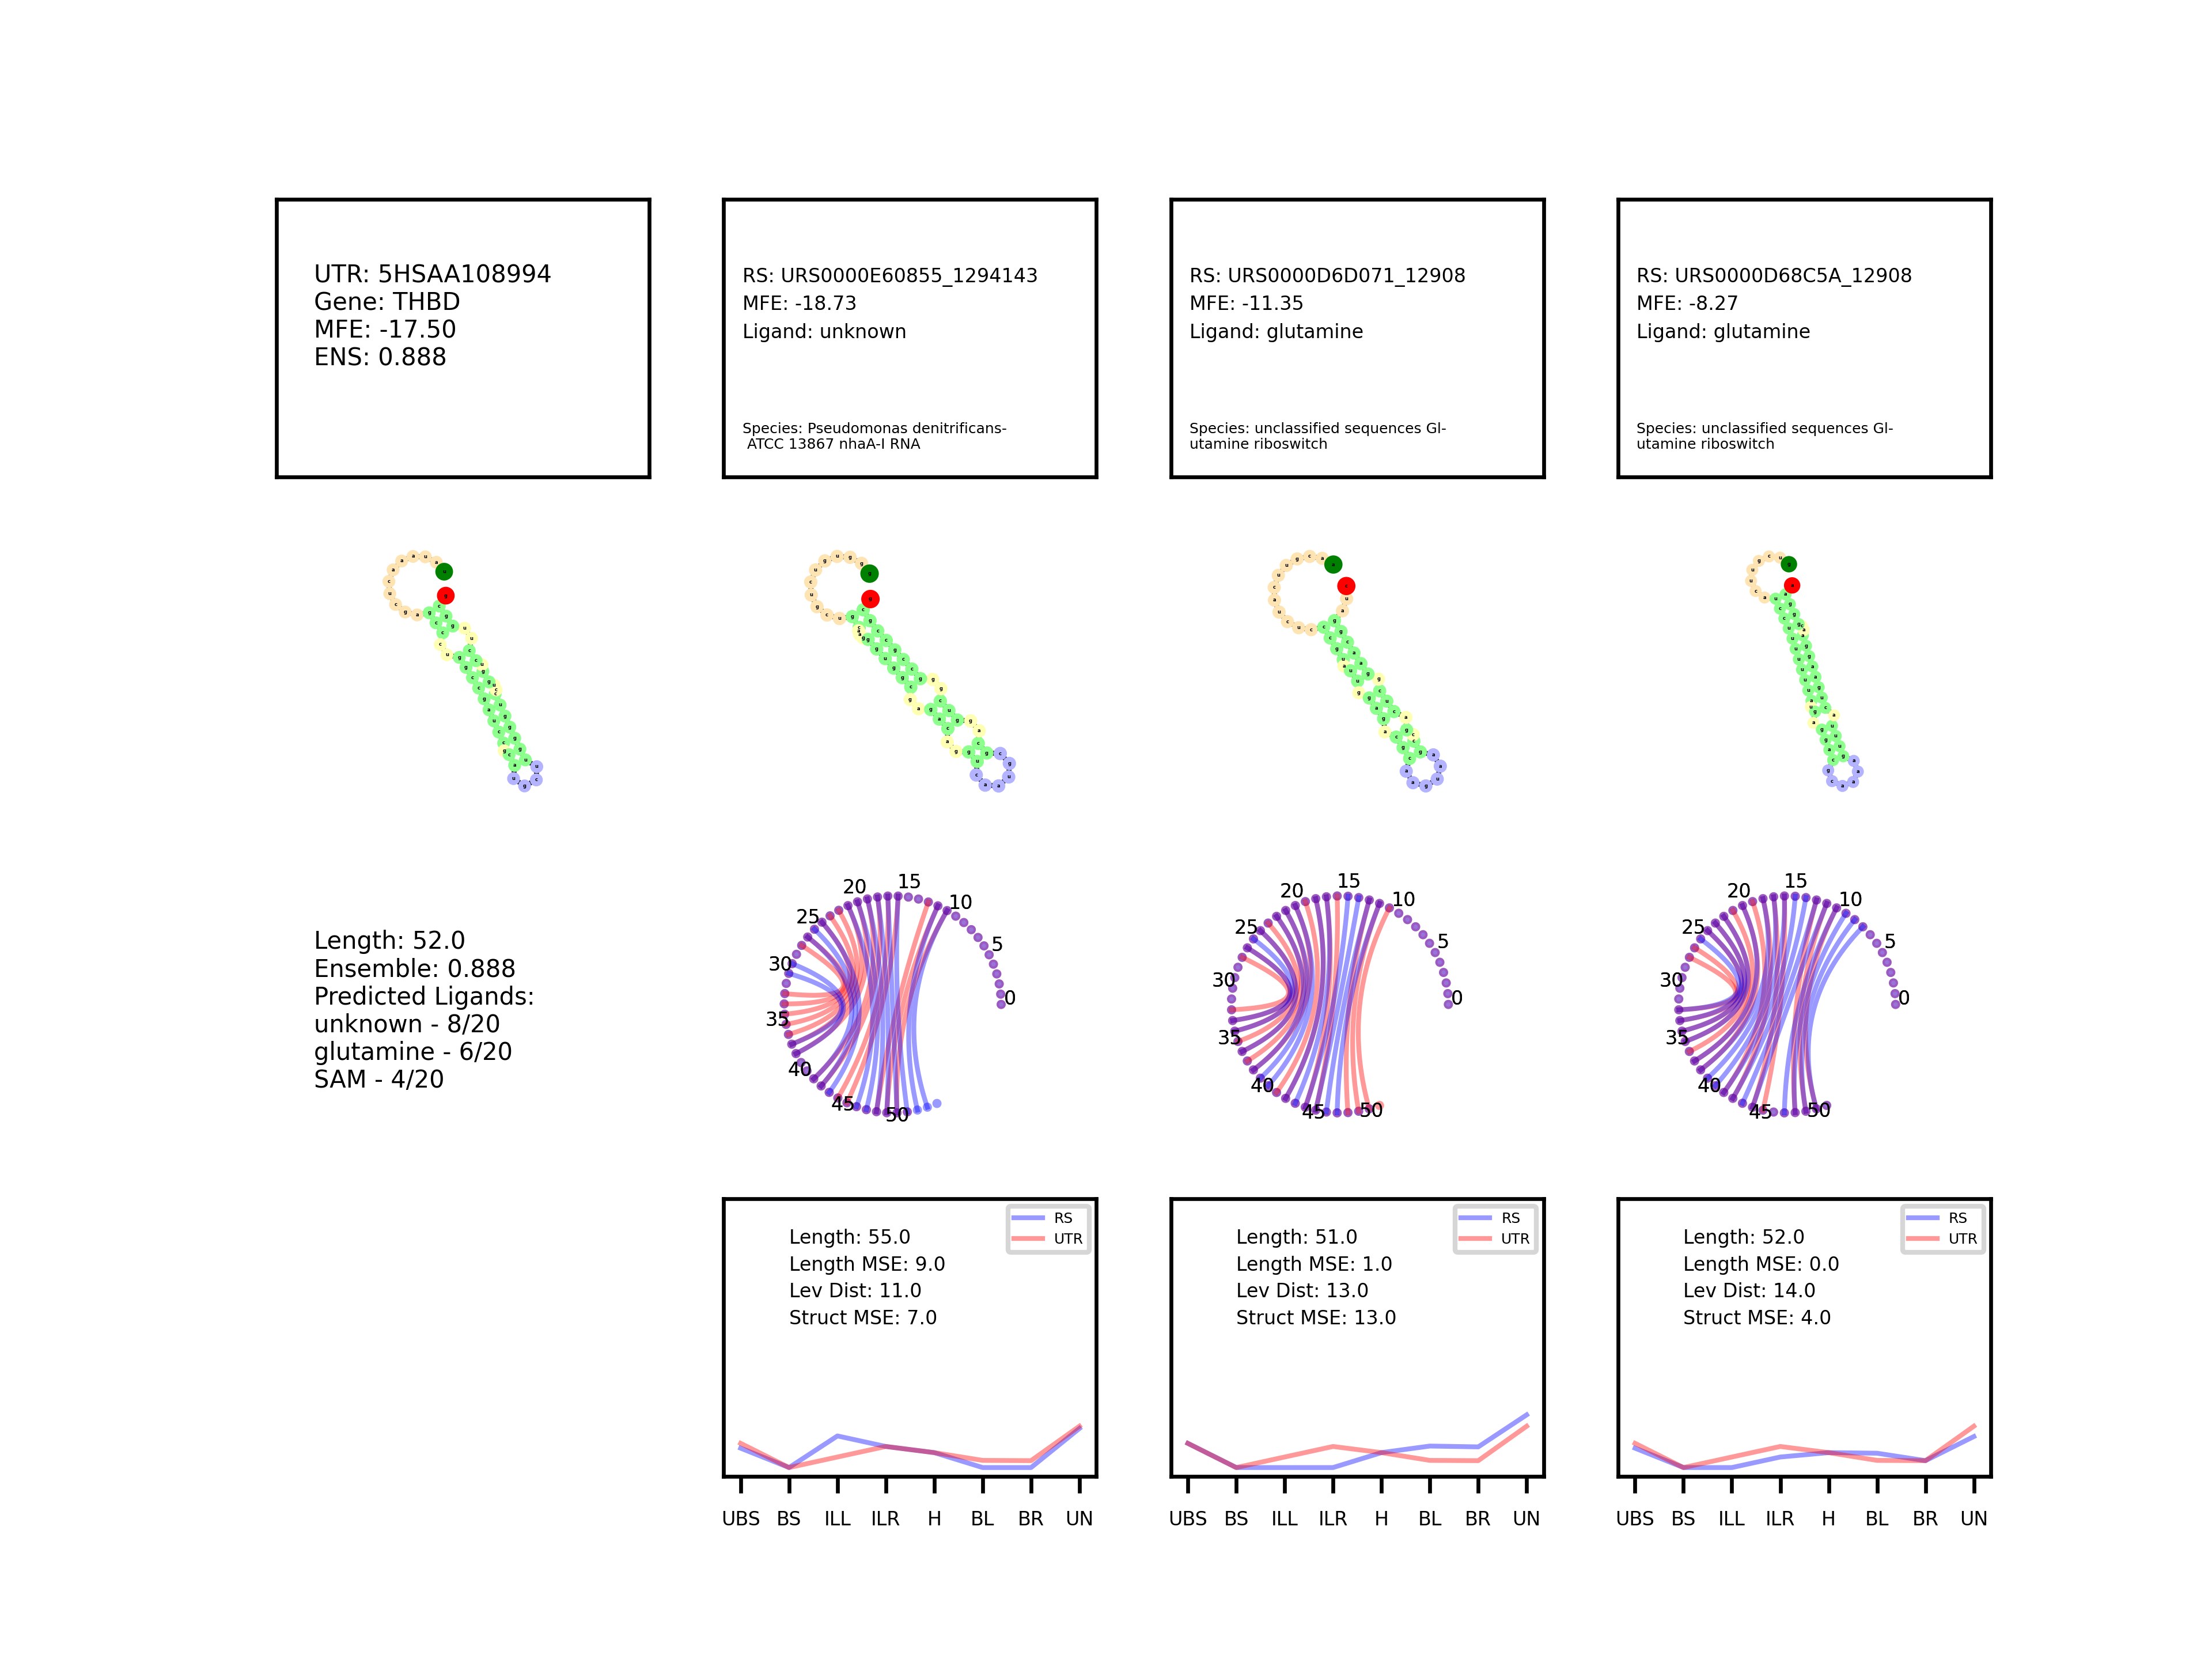 UTR: 5HSAA108994
Gene: THBD
MFE: -17.50
ENS: 0.888
RS: URS0000E60855_1294143
MFE: -18.73
Ligand: unknown
Species: Pseudomonas denitrificans-
ATCC 13867 nhaA-I RNA
RS: URS0000D6D071_12908
MFE: -11.35
Ligand: glutamine
Species: unclassified sequences Gl-
utamine riboswitch
RS: URS0000D68C5A_12908
MFE: -8.27
Ligand: glutamine
Species: unclassified sequences Gl-
utamine riboswitch
Length: 52.0
Ensemble: 0.888
Predicted Ligands:
unknown - 8/20
glutamine - 6/20
SAM - 4/20
0
5
10
15
20
25
30
35
40
45
50
0
5
10
15
20
25
30
35
40
45
50
0
5
10
15
20
25
30
35
40
45
50
RS
UTR
Length: 55.0
Length MSE: 9.0
Lev Dist: 11.0
Struct MSE: 7.0
UBS BS ILL ILR H BL BR UN
RS
UTR
Length: 51.0
Length MSE: 1.0
Lev Dist: 13.0
Struct MSE: 13.0
UBS BS ILL ILR H BL BR UN
RS
UTR
Length: 52.0
Length MSE: 0.0
Lev Dist: 14.0
Struct MSE: 4.0
UBS BS ILL ILR H BL BR UN